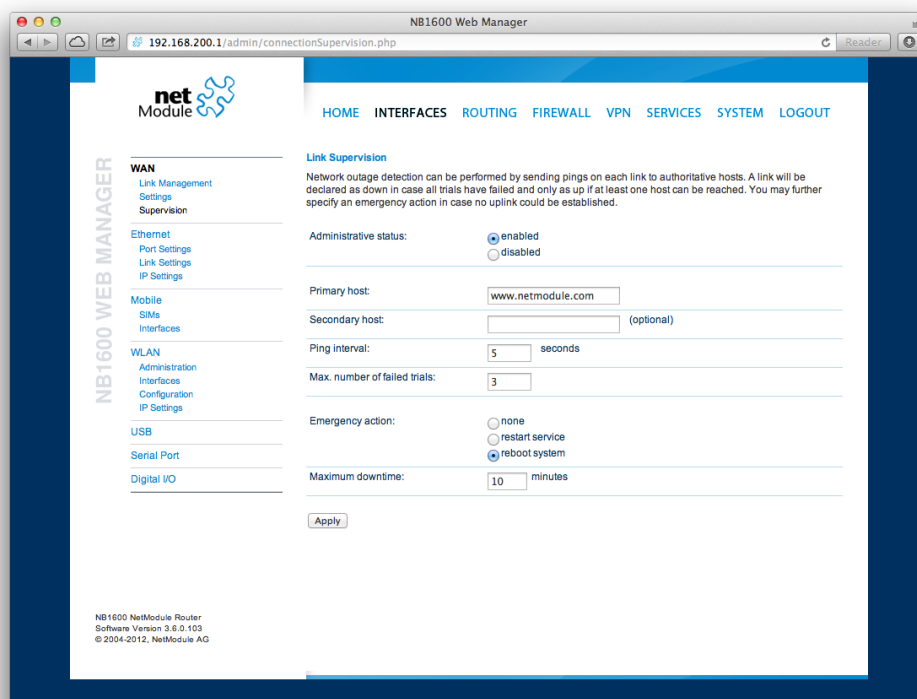 NB1600 Web Manager
192.168.200.1/admin/connectionSupervision.php
Reader
net
Module
HOME INTERFACES ROUTING FIREWALL VPN SERVICES SYSTEM LOGOUT
NB1600 WEB MANAGER
WAN
Link Management
Settings
Supervision
Ethernet
Port Settings
Link Settings
IP Settings
Mobile
SIMs
Interfaces
WLAN
Administration
Interfaces
Configuration
IP Settings
USB
Serial Port
Digital I/O
Link Supervision
Network outage detection can be performed by sending pings on each link to authoritative hosts. A link will be
declared as down in case all trials have failed and only as up if at least one host can be reached. You may further
specify an emergency action in case no uplink could be established.
Administrative status: enabled
disabled
Primary host: www.netmodule.com
Secondary host: (optional)
Ping interval: 5 seconds
Max. number of failed trials: 3
Emergency action: none
restart service
reboot system
Maximum downtime: 10 minutes
Apply
NB1600 NetModule Router
Software Version 3.6.0.103
© 2004-2012, NetModule AG